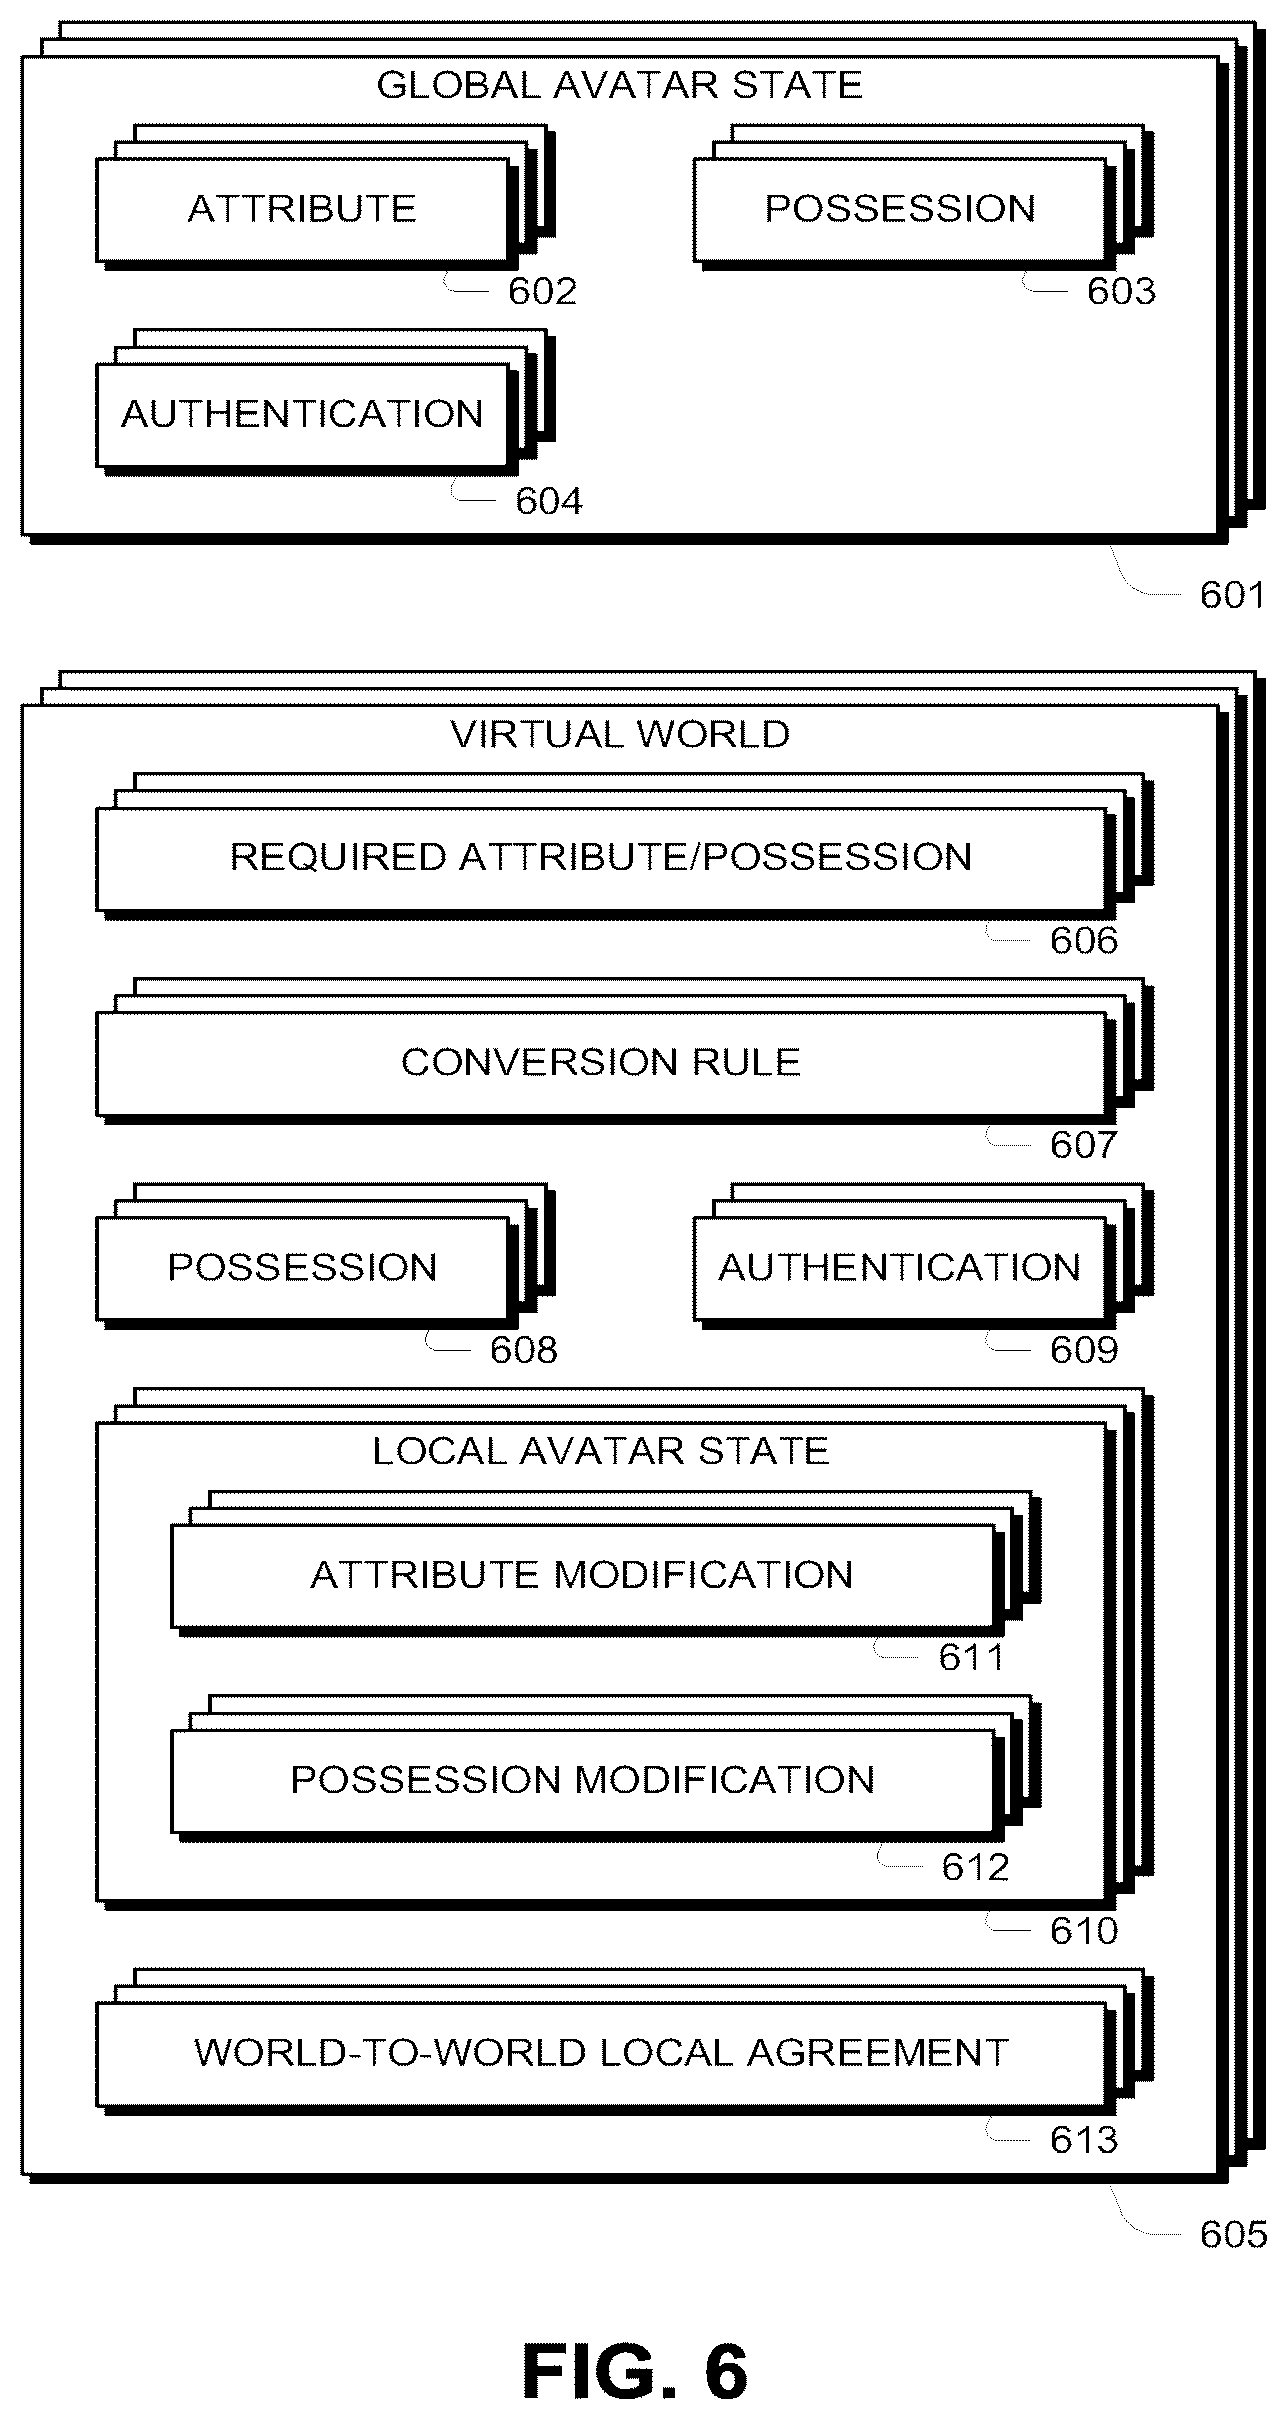 GLOBAL AVATAR STATE
ATTRIBUTE
POSSESSION
602
603
AUTHENTICATION
604
601
VIRTUAL WORLD
REQUIRED ATTRIBUTE/POSSESSION
606
CONVERSION RULE
607
POSSESSION
AUTHENTICATION
608
609
LOCAL AVATAR STATE
ATTRIBUTE MODIFICATION
611
POSSESSION MODIFICATION
612
610
WORLD-TO-WORLD LOCAL AGREEMENT
613
605
FIG. 6